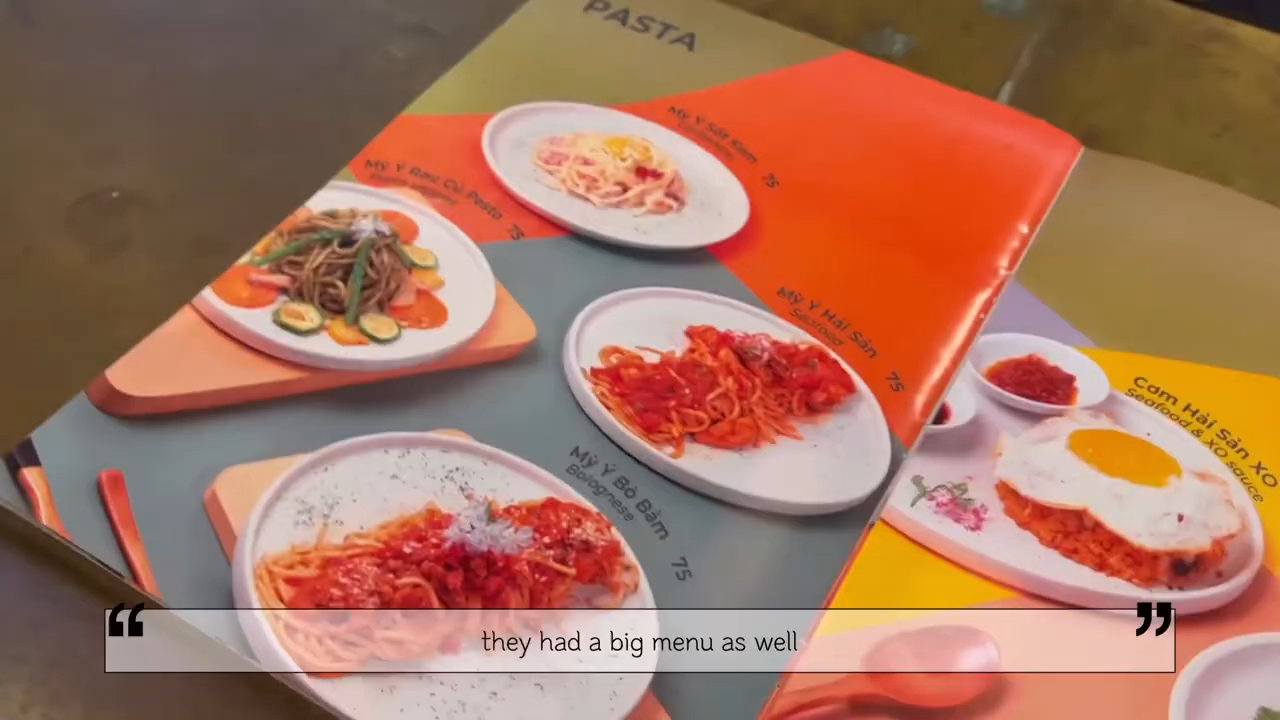 PASTA
Mỳ Ý Sốt Kem
75
Mỳ Ý Rau Củ Pesto
75
Mỳ Ý Hải Sản
Seafood
75
Mỳ Ý Bò Bằm
Bolognese
75
Cơm Hải Sản XO
Seafood & XO sauce
“ they had a big menu as well ”